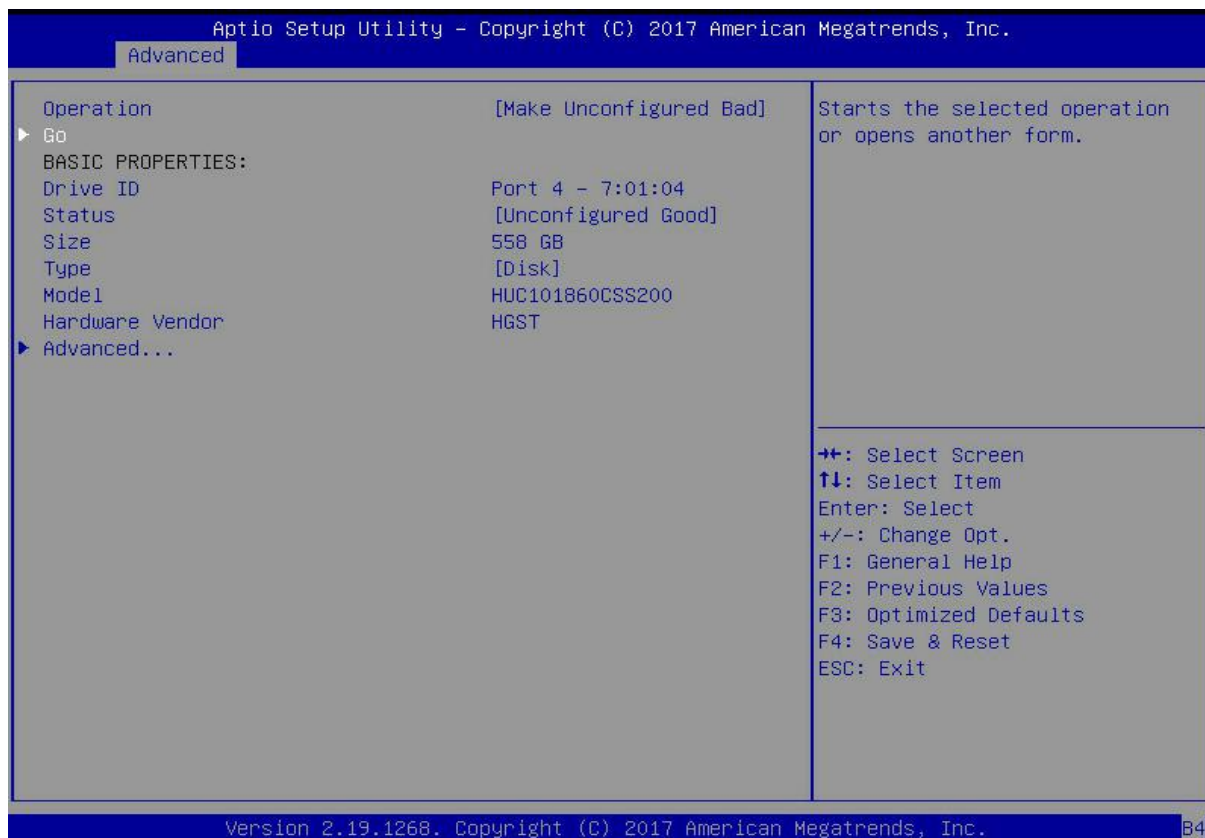 Aptio Setup Utility – Copyright (C) 2017 American Megatrends, Inc.
Advanced
Operation [Make Unconfigured Bad]
Go
BASIC PROPERTIES:
Drive ID Port 4 – 7:01:04
Status [Unconfigured Good]
Size 558 GB
Type [Disk]
Model HUC101860CSS200
Hardware Vendor HGST
Advanced...
Starts the selected operation
or opens another form.
→←: Select Screen
↑↓: Select Item
Enter: Select
+/-: Change Opt.
F1: General Help
F2: Previous Values
F3: Optimized Defaults
F4: Save & Reset
ESC: Exit
Version 2.19.1268. Copyright (C) 2017 American Megatrends, Inc.
B4